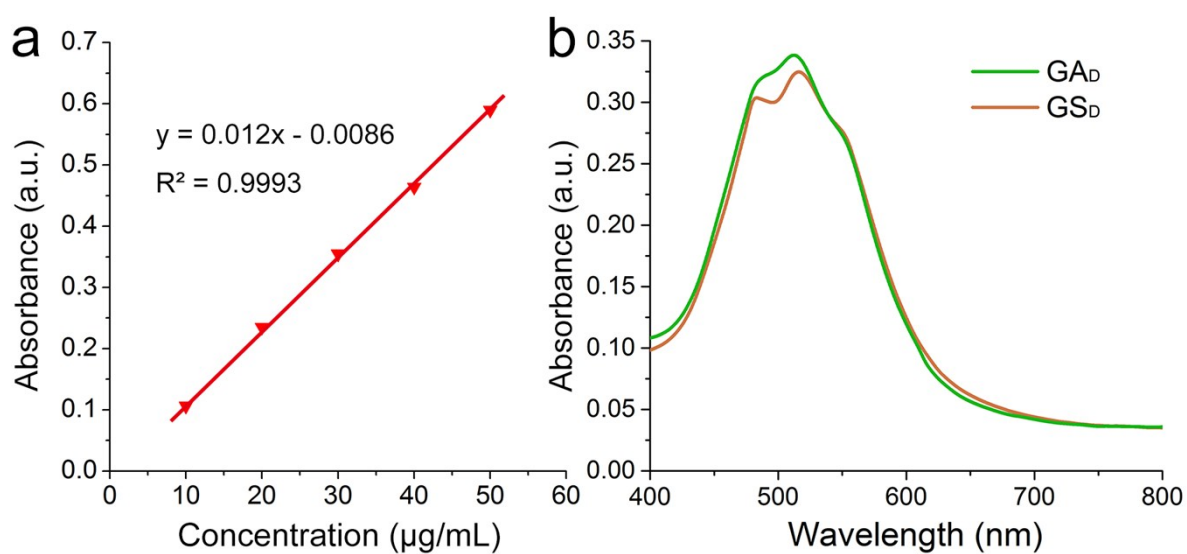 a
0.7
0.6
0.5
0.4
0.3
0.2
0.1
0.0
Absorbance (a.u.)
y = 0.012x - 0.0086
R² = 0.9993
0 10 20 30 40 50 60
Concentration (µg/mL)
b
0.35
0.30
0.25
0.20
0.15
0.10
0.05
0.00
Absorbance (a.u.)
GAD
GSD
400 500 600 700 800
Wavelength (nm)